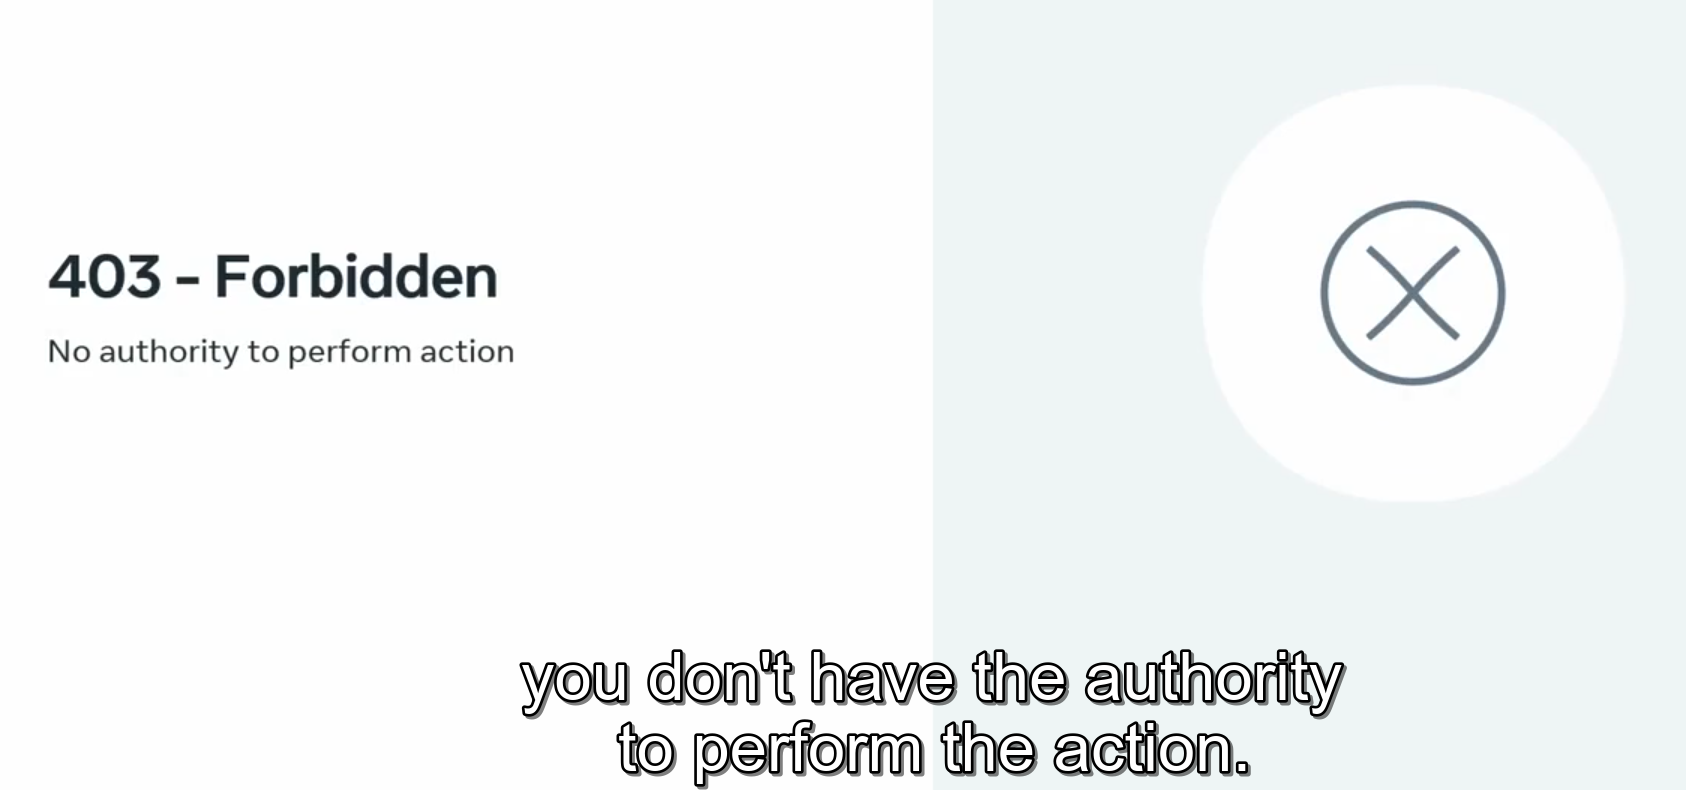 403 - Forbidden
No authority to perform action
you don't have the authority
to perform the action.